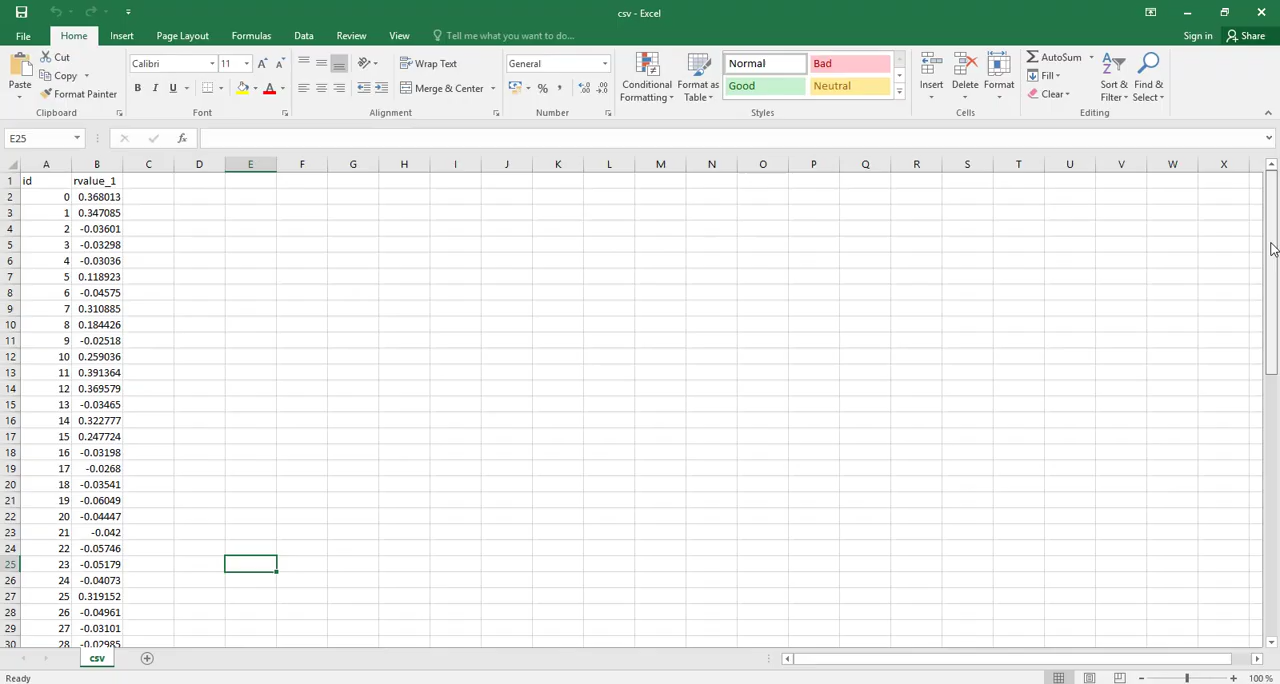 csv - Excel
File Home Insert Page Layout Formulas Data Review View Tell me what you want to do... Sign in Share
Cut
Copy
Format Painter
Paste
Clipboard
Calibri 11
B I U
Font
Wrap Text
Merge & Center
Alignment
General
% ,
Number
Conditional Formatting
Format as Table
Normal Bad
Good Neutral
Styles
Insert Delete Format
Cells
AutoSum
Fill
Clear
Sort & Filter
Find & Select
Editing
E25 fx
A B C D E F G H I J K L M N O P Q R S T U V W X
1 id rvalue_1
2 0 0.368013
3 1 0.347085
4 2 -0.03601
5 3 -0.03298
6 4 -0.03036
7 5 0.118923
8 6 -0.04575
9 7 0.310885
10 8 0.184426
11 9 -0.02518
12 10 0.259036
13 11 0.391364
14 12 0.369579
15 13 -0.03465
16 14 0.322777
17 15 0.247724
18 16 -0.03198
19 17 -0.0268
20 18 -0.03541
21 19 -0.06049
22 20 -0.04447
23 21 -0.042
24 22 -0.05746
25 23 -0.05179
26 24 -0.04073
27 25 0.319152
28 26 -0.04961
29 27 -0.03101
30 28 -0.02985
csv
Ready 100 %